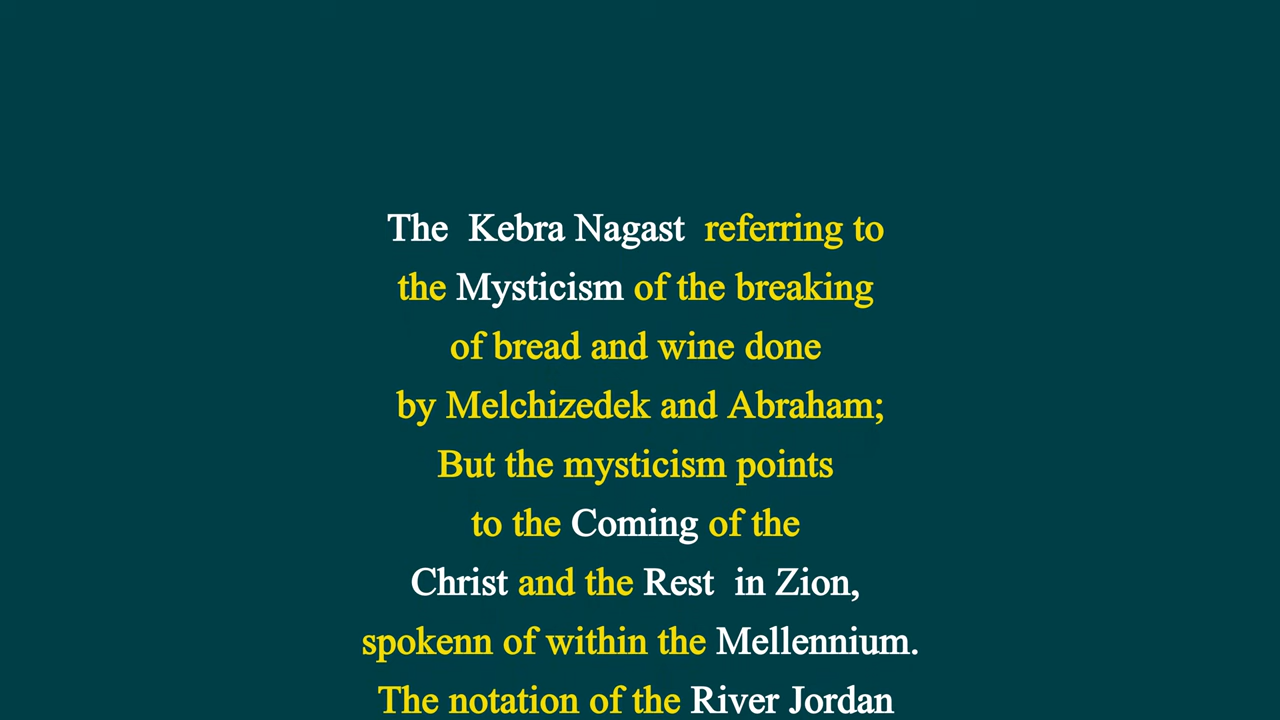 The Kebra Nagast referring to
the Mysticism of the breaking
of bread and wine done
by Melchizedek and Abraham;
But the mysticism points
to the Coming of the
Christ and the Rest in Zion,
spokenn of within the Mellennium.
The notation of the River Jordan